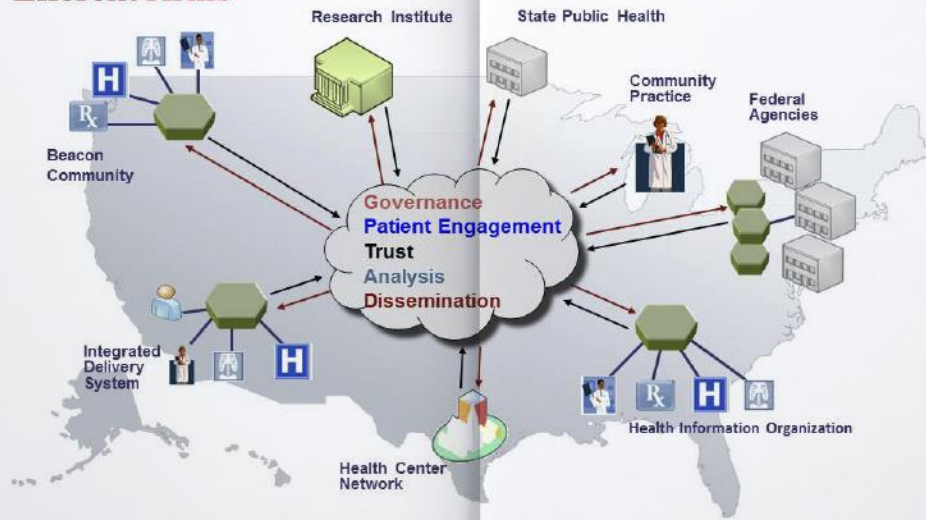 Research Institute
State Public Health
Community
Practice
Federal
Agencies
H
Rx
Beacon
Community
Governance
Patient Engagement
Trust
Analysis
Dissemination
Integrated
Delivery
System
H
Rx
H
Health Information Organization
Health Center
Network